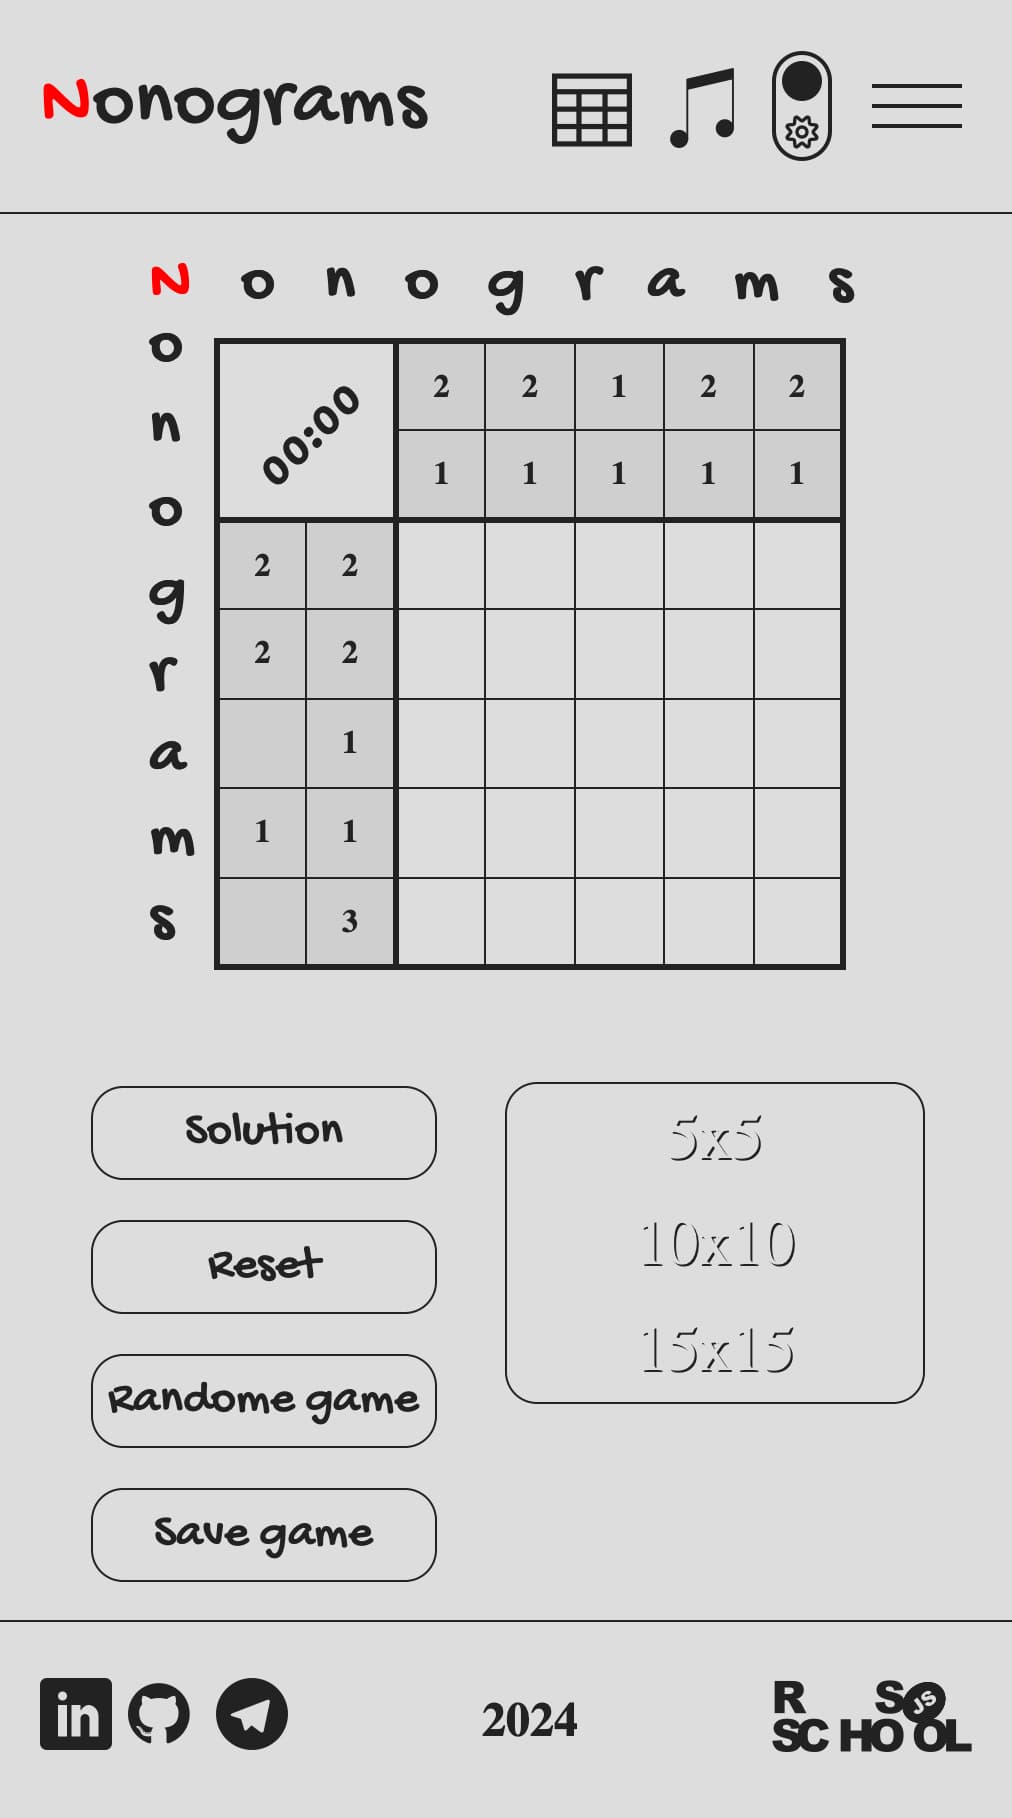 Nonograms
N o n o g r a m s
o
n
o
g
r
a
m
s
00:00
2 2 1 2 2
1 1 1 1 1
2 2
2 2
1
1 1
3
Solution
Reset
Randome game
Save game
5x5
10x10
15x15
in
2024
RS JS
SCHOOL